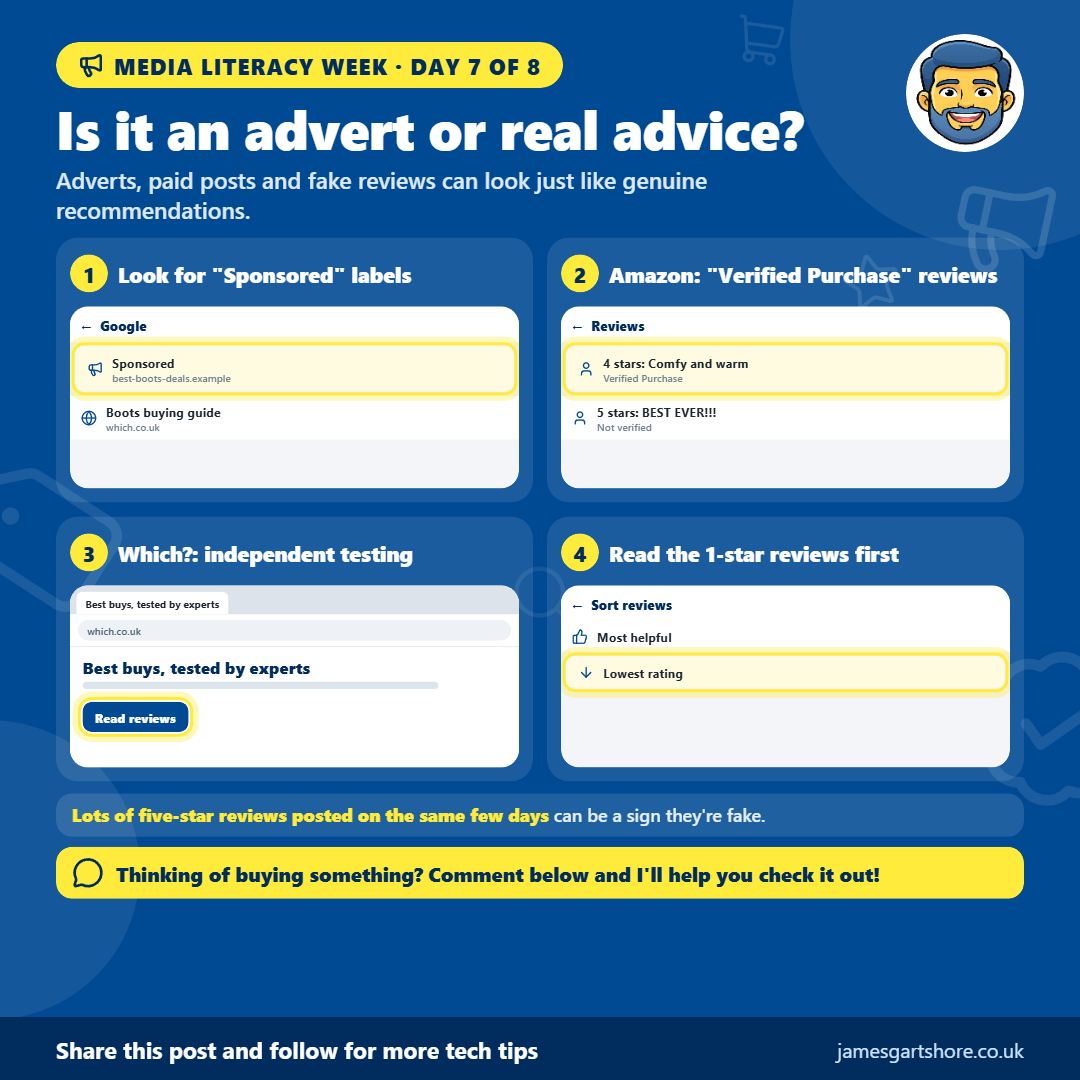 MEDIA LITERACY WEEK · DAY 7 OF 8
Is it an advert or real advice?
Adverts, paid posts and fake reviews can look just like genuine
recommendations.
1 Look for "Sponsored" labels
← Google
Sponsored
best-boots-deals.example
Boots buying guide
which.co.uk
2 Amazon: "Verified Purchase" reviews
← Reviews
4 stars: Comfy and warm
Verified Purchase
5 stars: BEST EVER!!!
Not verified
3 Which?: independent testing
Best buys, tested by experts
which.co.uk
Best buys, tested by experts
Read reviews
4 Read the 1-star reviews first
← Sort reviews
Most helpful
Lowest rating
Lots of five-star reviews posted on the same few days can be a sign they're fake.
Thinking of buying something? Comment below and I'll help you check it out!
Share this post and follow for more tech tips
jamesgartshore.co.uk